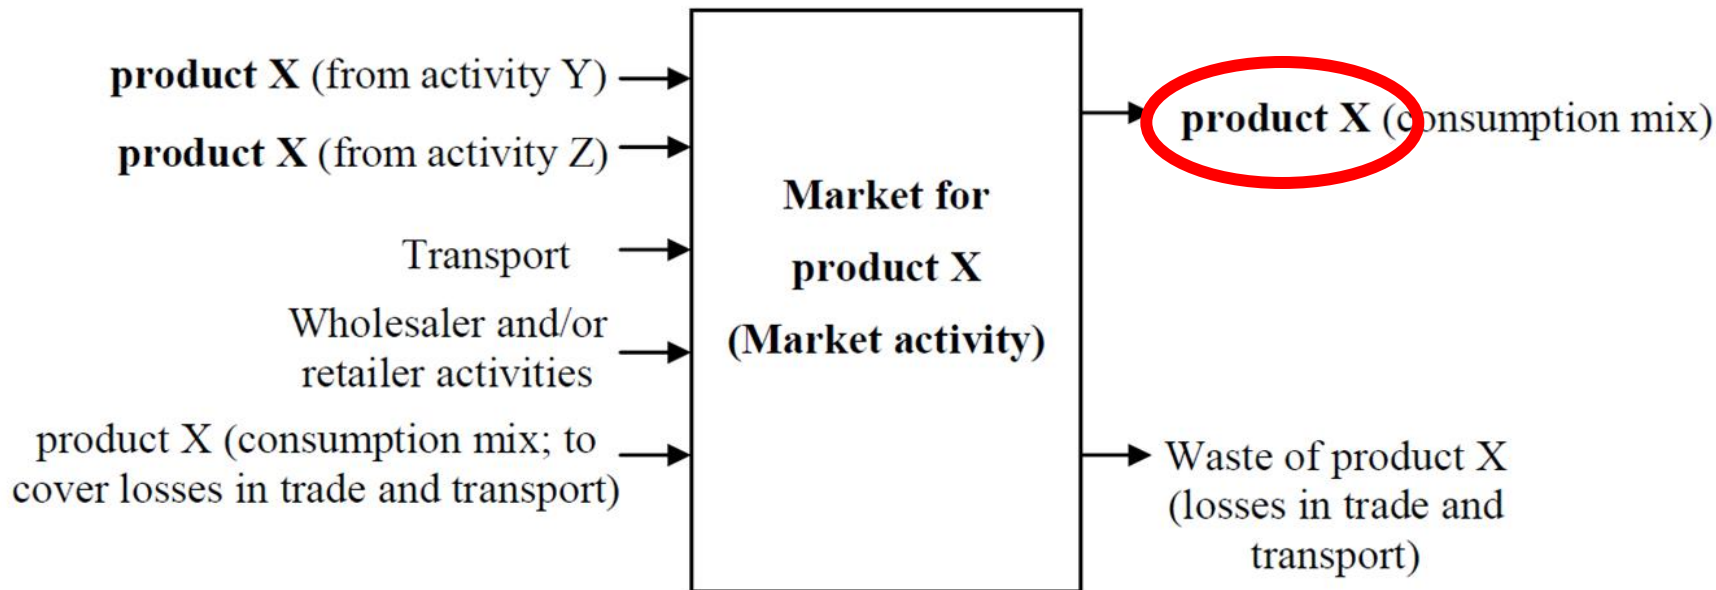 product X (from activity Y)
product X (from activity Z)
Transport
Wholesaler and/or
retailer activities
product X (consumption mix; to
cover losses in trade and transport)
Market for
product X
(Market activity)
product X (consumption mix)
Waste of product X
(losses in trade and
transport)